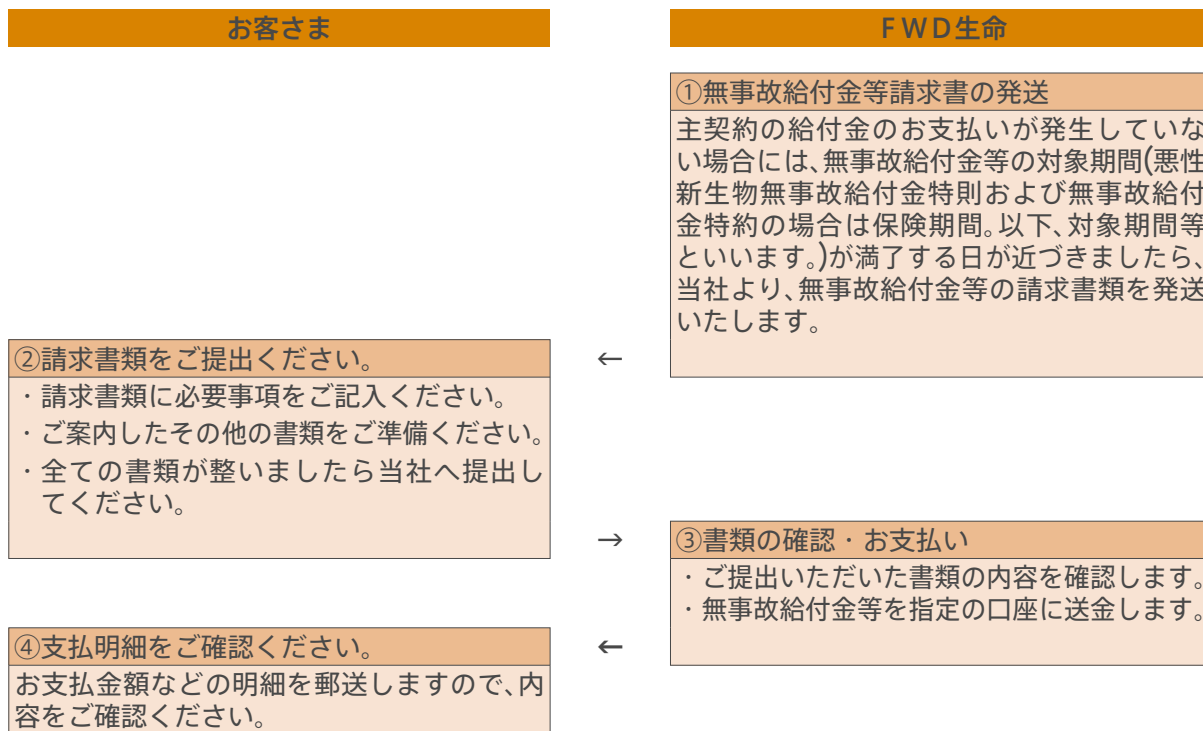 お客さま
ＦＷＤ生命
①無事故給付金等請求書の発送
主契約の給付金のお支払いが発生していな
い場合には、無事故給付金等の対象期間(悪性
新生物無事故給付金特則および無事故給付
金特約の場合は保険期間。以下、対象期間等
といいます。)が満了する日が近づきましたら、
当社より、無事故給付金等の請求書類を発送
いたします。
←
②請求書類をご提出ください。
・請求書類に必要事項をご記入ください。
・ご案内したその他の書類をご準備ください。
・全ての書類が整いましたら当社へ提出し
てください。
→
③書類の確認・お支払い
・ご提出いただいた書類の内容を確認します。
・無事故給付金等を指定の口座に送金します。
←
④支払明細をご確認ください。
お支払金額などの明細を郵送しますので、内
容をご確認ください。